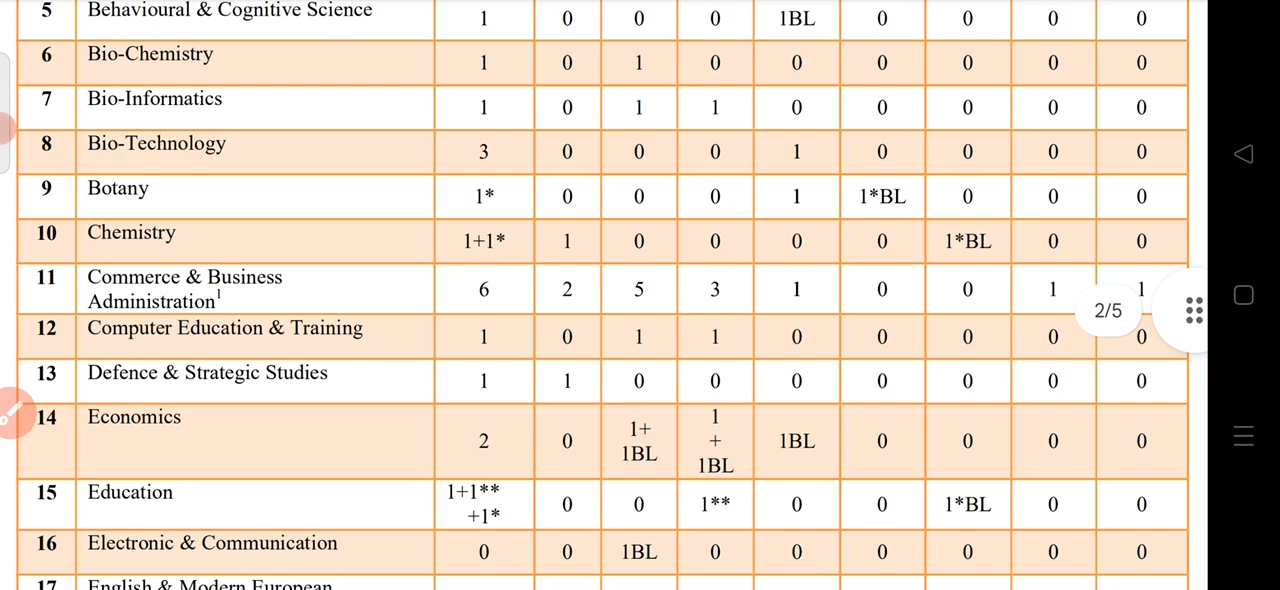 5 Behavioural & Cognitive Science 1 0 0 0 1BL 0 0 0 0
6 Bio-Chemistry 1 0 1 0 0 0 0 0 0
7 Bio-Informatics 1 0 1 1 0 0 0 0 0
8 Bio-Technology 3 0 0 0 1 0 0 0 0
9 Botany 1* 0 0 0 1 1*BL 0 0 0
10 Chemistry 1+1* 1 0 0 0 0 1*BL 0 0
11 Commerce & Business
Administration¹ 6 2 5 3 1 0 0 1 1
2/5
12 Computer Education & Training 1 0 1 1 0 0 0 0 0
13 Defence & Strategic Studies 1 1 0 0 0 0 0 0 0
14 Economics 2 0 1+ 1BL 1 + 1BL 1BL 0 0 0 0
15 Education 1+1** +1* 0 0 1** 0 0 1*BL 0 0
16 Electronic & Communication 0 0 1BL 0 0 0 0 0 0
17 English & Modern European